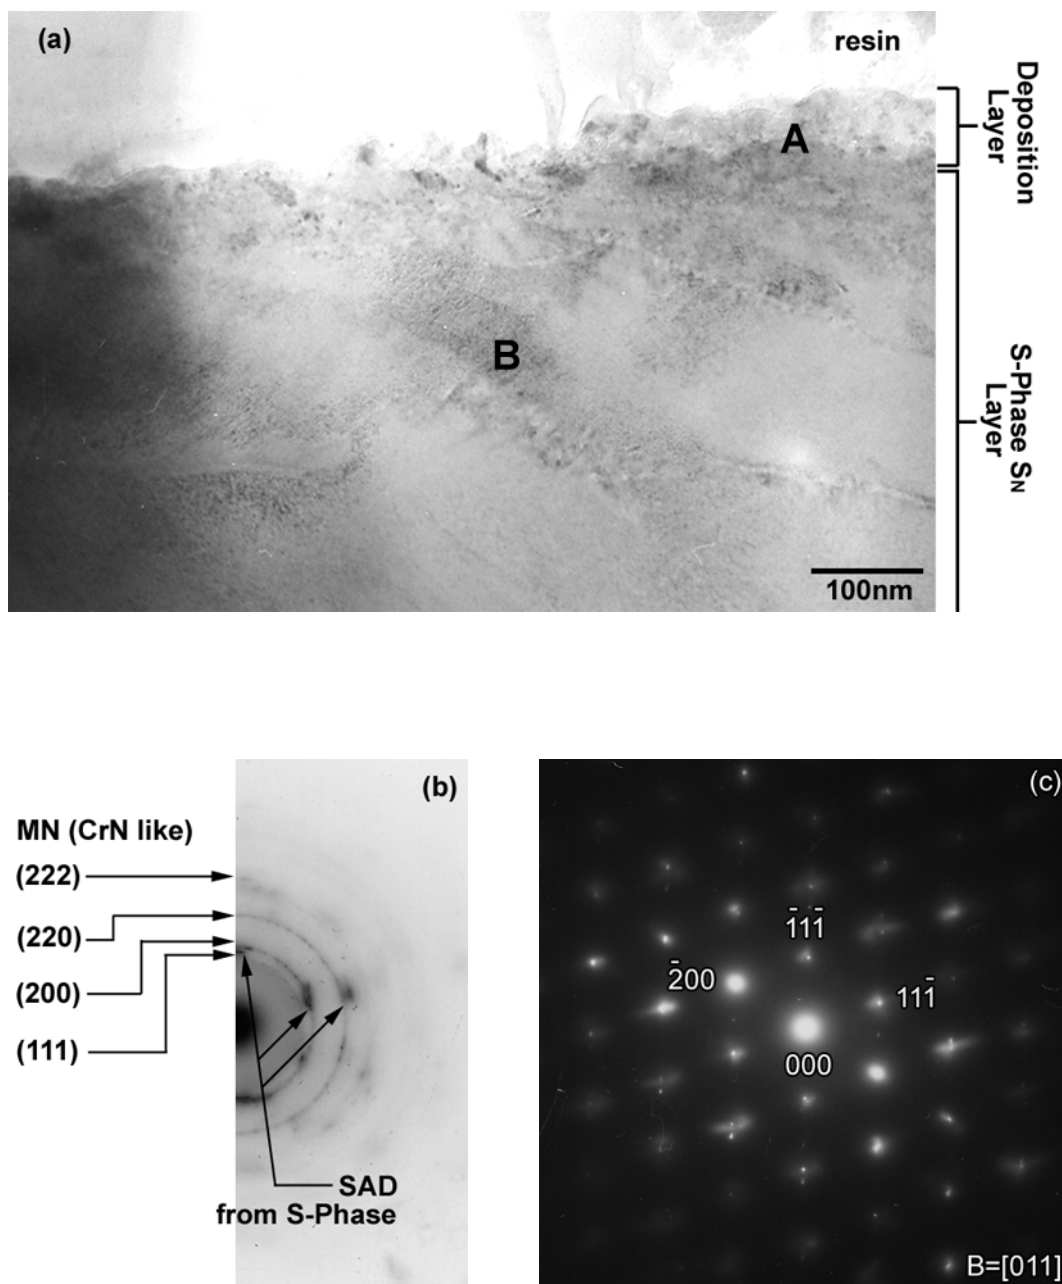 (a)
resin
Deposition
Layer
A
B
S-Phase SN
Layer
100nm
(b)
MN (CrN like)
(222)
(220)
(200)
(111)
SAD
from S-Phase
(c)
1̄11̄
2̄00
111̄
000
B=[011]